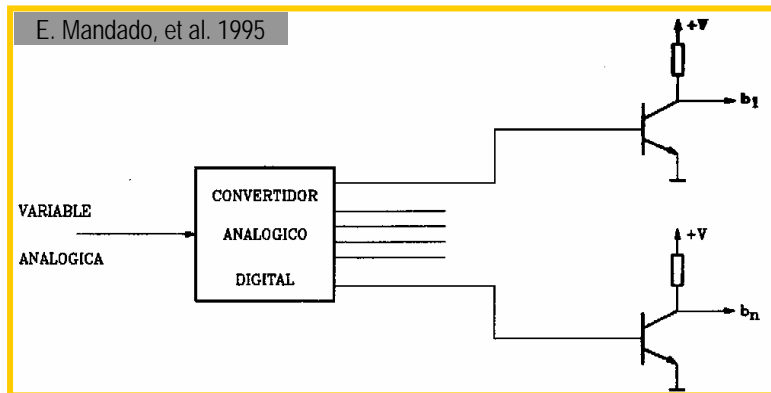 E. Mandado, et al. 1995
+V
b1
CONVERTIDOR
VARIABLE
ANALOGICO
ANALOGICA
DIGITAL
+V
bn